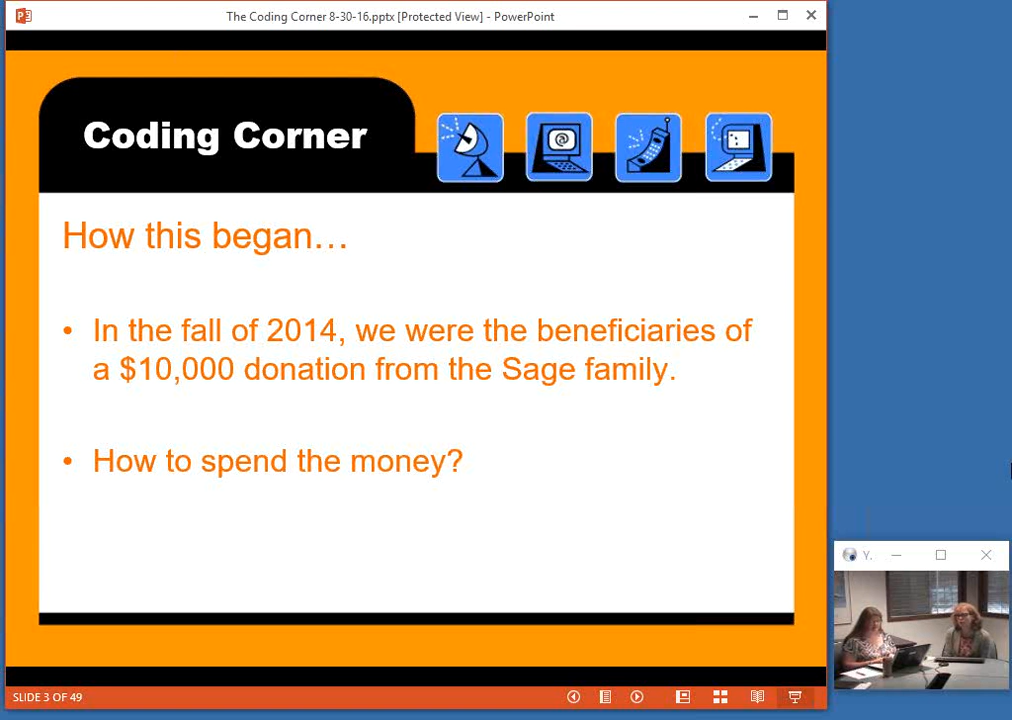 The Coding Corner 8-30-16.pptx [Protected View] - PowerPoint
Coding Corner
How this began…
• In the fall of 2014, we were the beneficiaries of
a $10,000 donation from the Sage family.
• How to spend the money?
Y.
SLIDE 3 OF 49